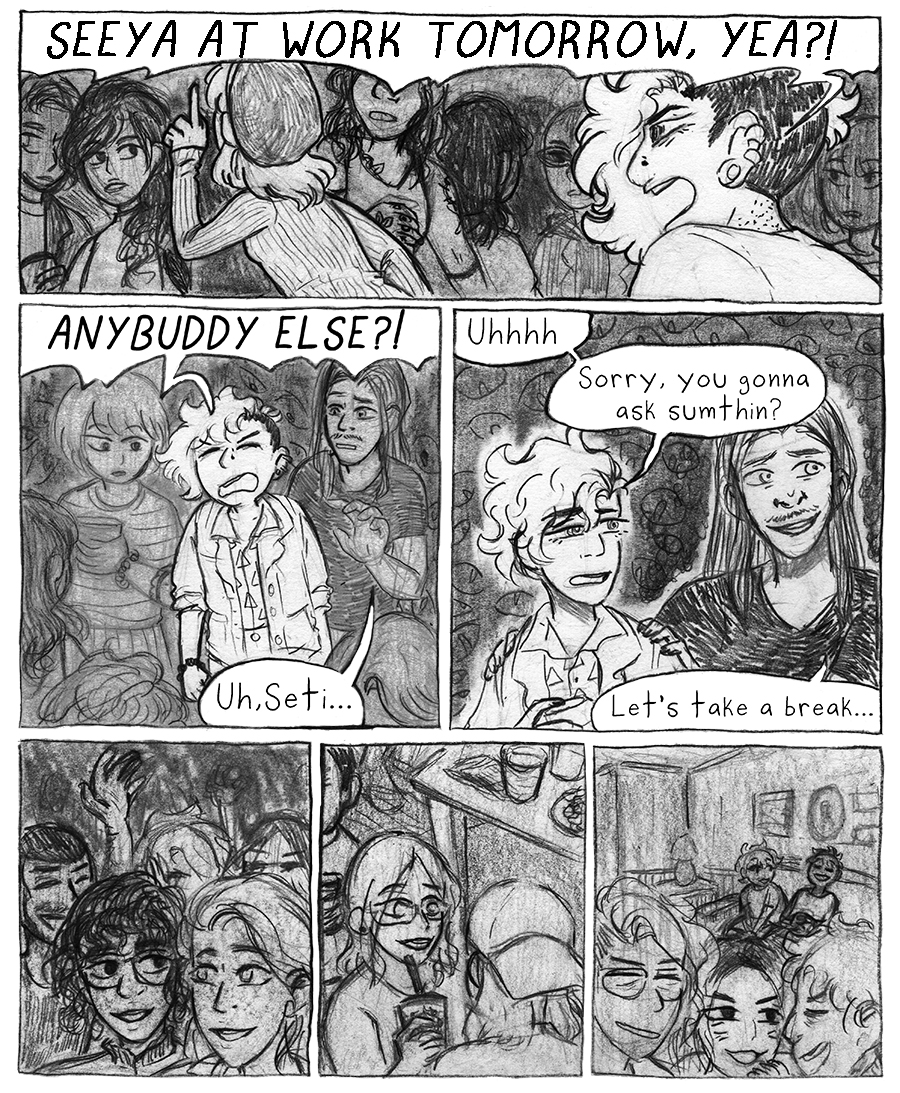 SEEYA AT WORK TOMORROW, YEA?!
ANYBUDDY ELSE?!
Uh, Seti...
Uhhhh
Sorry, you gonna
ask sumthin?
Let's take a break...